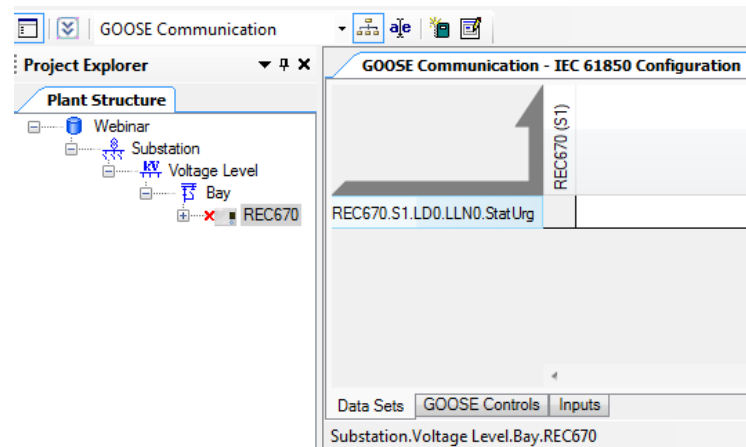 GOOSE Communication
Project Explorer
GOOSE Communication - IEC 61850 Configuration
Plant Structure
Webinar
Substation
Voltage Level
Bay
REC670
REC670 (S1)
REC670.S1.LD0.LLN0.StatUrg
Data Sets GOOSE Controls Inputs
Substation.Voltage Level.Bay.REC670